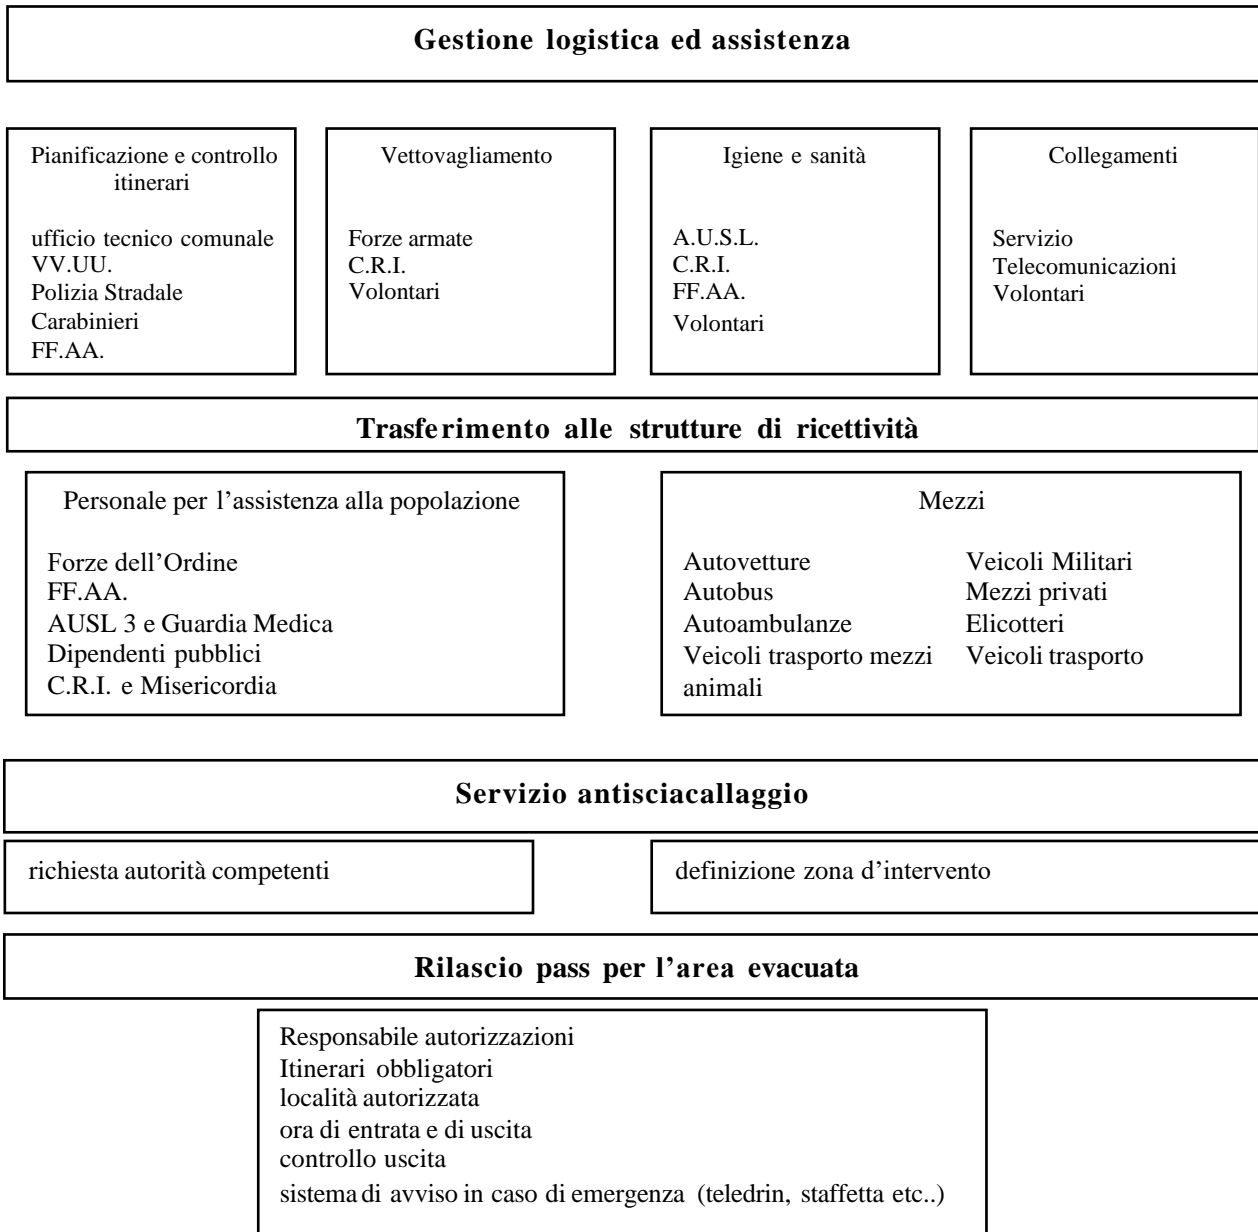 Gestione logistica ed assistenza
Pianificazione e controllo
itinerari
ufficio tecnico comunale
VV.UU.
Polizia Stradale
Carabinieri
FF.AA.
Vettovagliamento
Forze armate
C.R.I.
Volontari
Igiene e sanità
A.U.S.L.
C.R.I.
FF.AA.
Volontari
Collegamenti
Servizio
Telecomunicazioni
Volontari
Trasferimento alle strutture di ricettività
Personale per l’assistenza alla popolazione
Forze dell’Ordine
FF.AA.
AUSL 3 e Guardia Medica
Dipendenti pubblici
C.R.I. e Misericordia
Mezzi
Autovetture Veicoli Militari
Autobus Mezzi privati
Autoambulanze Elicotteri
Veicoli trasporto mezzi Veicoli trasporto
animali
Servizio antisciacallaggio
richiesta autorità competenti
definizione zona d’intervento
Rilascio pass per l’area evacuata
Responsabile autorizzazioni
Itinerari obbligatori
località autorizzata
ora di entrata e di uscita
controllo uscita
sistema di avviso in caso di emergenza (teledrin, staffetta etc..)